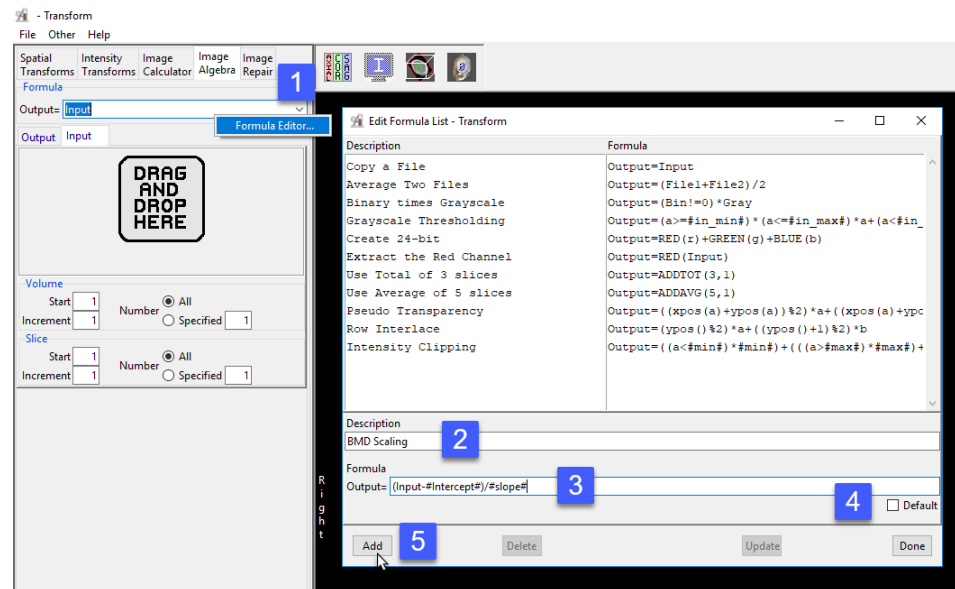 - Transform
File Other Help
Spatial Transforms
Intensity Transforms
Image Calculator
Image Algebra
Image Repair
1
Formula
Output= Input
Formula Editor...
Output Input
DRAG
AND
DROP
HERE
Volume
Start 1
Increment 1
Number
All
Specified 1
Slice
Start 1
Increment 1
Number
All
Specified 1
AXIAL
COR
SAG
I
R
i
g
h
t
Edit Formula List - Transform
Description Formula
Copy a File Output=Input
Average Two Files Output=(File1+File2)/2
Binary times Grayscale Output=(Bin!=0)*Gray
Grayscale Thresholding Output=(a>=#in_min#)*(a<=#in_max#)*a+(a<#in_
Create 24-bit Output=RED(r)+GREEN(g)+BLUE(b)
Extract the Red Channel Output=RED(Input)
Use Total of 3 slices Output=ADDTOT(3,1)
Use Average of 5 slices Output=ADDAVG(5,1)
Pseudo Transparency Output=((xpos(a)+ypos(a))%2)*a+((xpos(a)+ypo
Row Interlace Output=(ypos()%2)*a+((ypos()+1)%2)*b
Intensity Clipping Output=((a<#min#)*#min#)+(((a>#max#)*#max#)+
Description
BMD Scaling
2
Formula
Output= (Input-#Intercept#)/#slope#
3
4
Default
Add
5
Delete
Update
Done